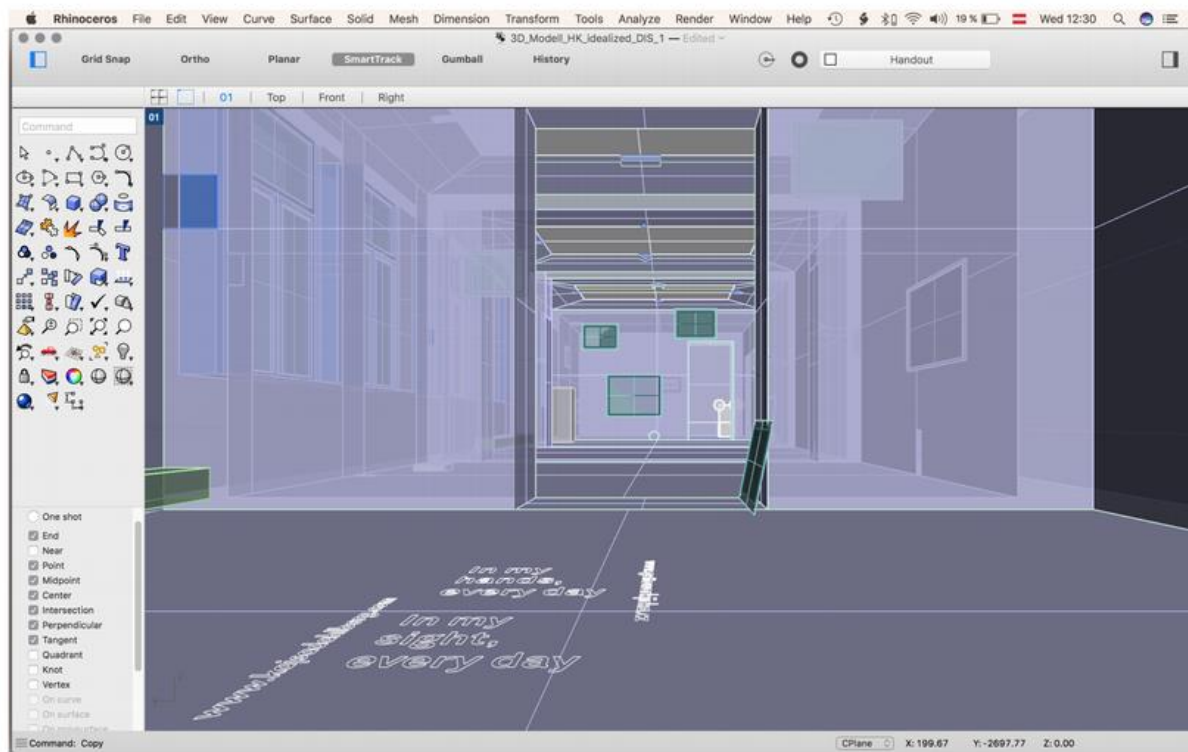 Rhinoceros File Edit View Curve Surface Solid Mesh Dimension Transform Tools Analyze Render Window Help 19 % Wed 12:30
3D_Modell_HK_idealized_DIS_1 — Edited
Grid Snap Ortho Planar SmartTrack Gumball History Handout
01 Top Front Right
Command
01
One shot
End
Near
Point
Midpoint
Center
Intersection
Perpendicular
Tangent
Quadrant
Knot
Vertex
On curve
On surface
On polysurface
In my
hands,
every day
In my
sight,
every day
Command: Copy
CPlane X: 199.67 Y: -2697.77 Z: 0.00